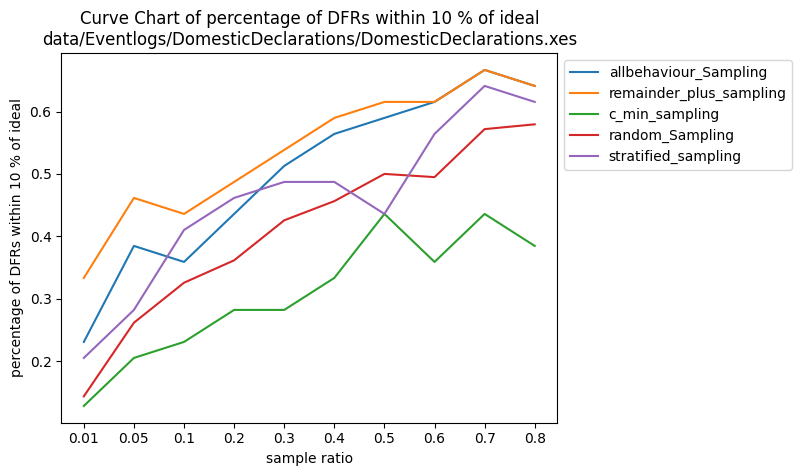 Curve Chart of percentage of DFRs within 10 % of ideal
data/Eventlogs/DomesticDeclarations/DomesticDeclarations.xes
percentage of DFRs within 10 % of ideal
0.6
0.5
0.4
0.3
0.2
0.01 0.05 0.1 0.2 0.3 0.4 0.5 0.6 0.7 0.8
sample ratio
allbehaviour_Sampling
remainder_plus_sampling
c_min_sampling
random_Sampling
stratified_sampling